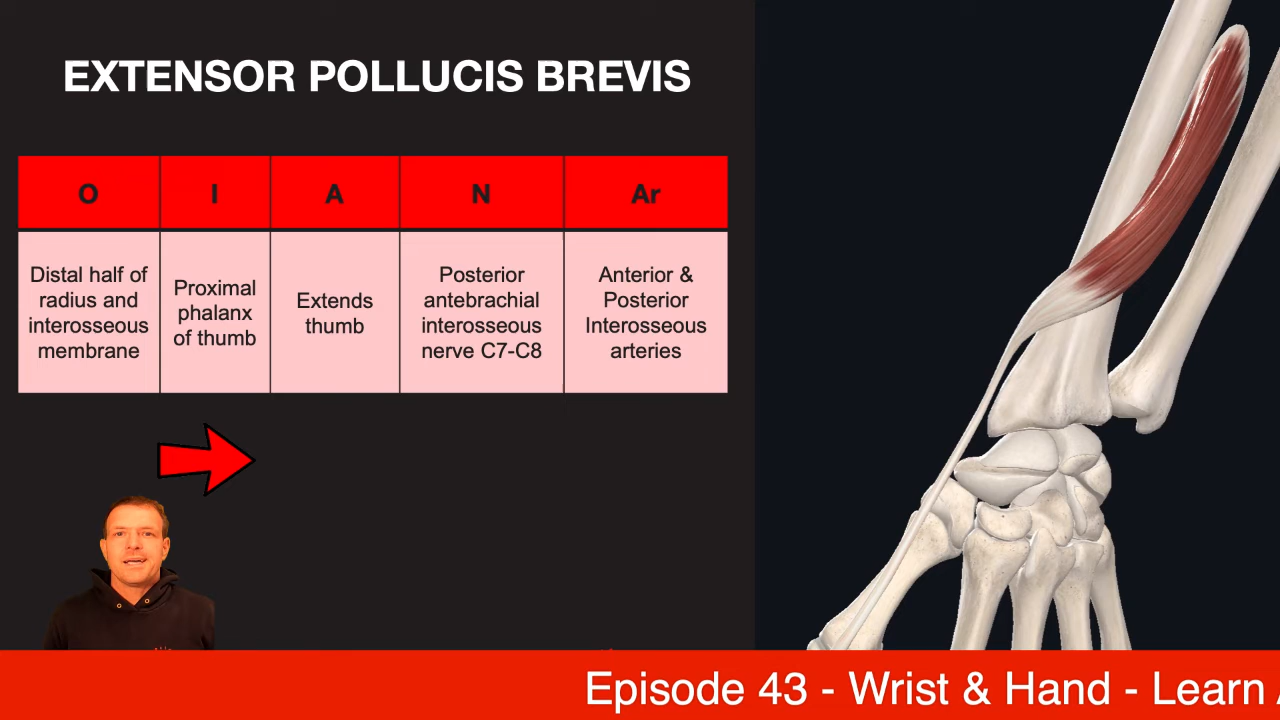 EXTENSOR POLLUCIS BREVIS
O I A N Ar
Distal half of
radius and
interosseous
membrane
Proximal
phalanx
of thumb
Extends
thumb
Posterior
antebrachial
interosseous
nerve C7-C8
Anterior &
Posterior
Interosseous
arteries
Episode 43 - Wrist & Hand - Learn